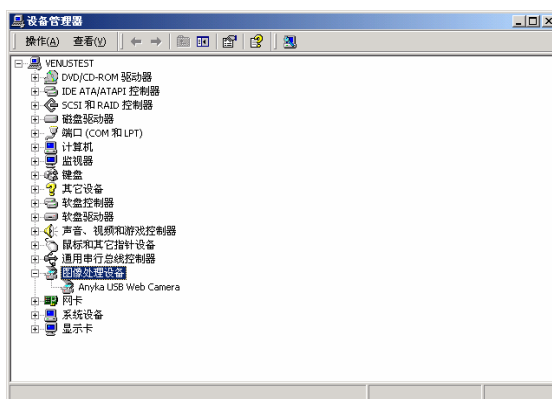 设备管理器
操作(A) 查看(V)
VENUSTEST
DVD/CD-ROM 驱动器
IDE ATA/ATAPI 控制器
SCSI 和 RAID 控制器
磁盘驱动器
端口 (COM 和 LPT)
计算机
监视器
键盘
其它设备
软盘控制器
软盘驱动器
声音、视频和游戏控制器
鼠标和其它指针设备
通用串行总线控制器
图像处理设备
Anyka USB Web Camera
网卡
系统设备
显示卡